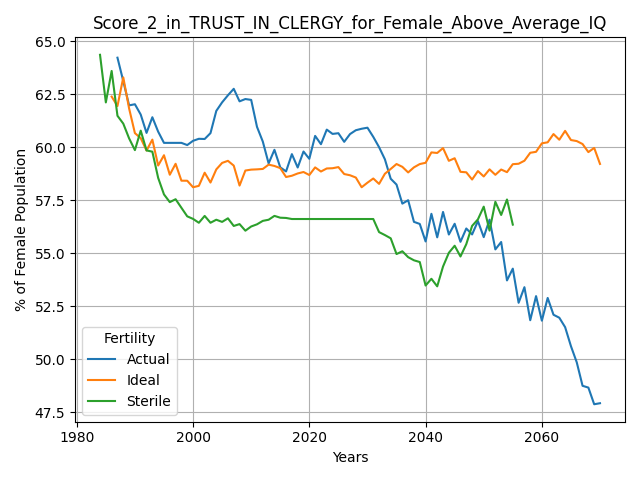 Score_2_in_TRUST_IN_CLERGY_for_Female_Above_Average_IQ
% of Female Population
65.0
62.5
60.0
57.5
55.0
52.5
50.0
47.5
Fertility
Actual
Ideal
Sterile
1980 2000 2020 2040 2060
Years